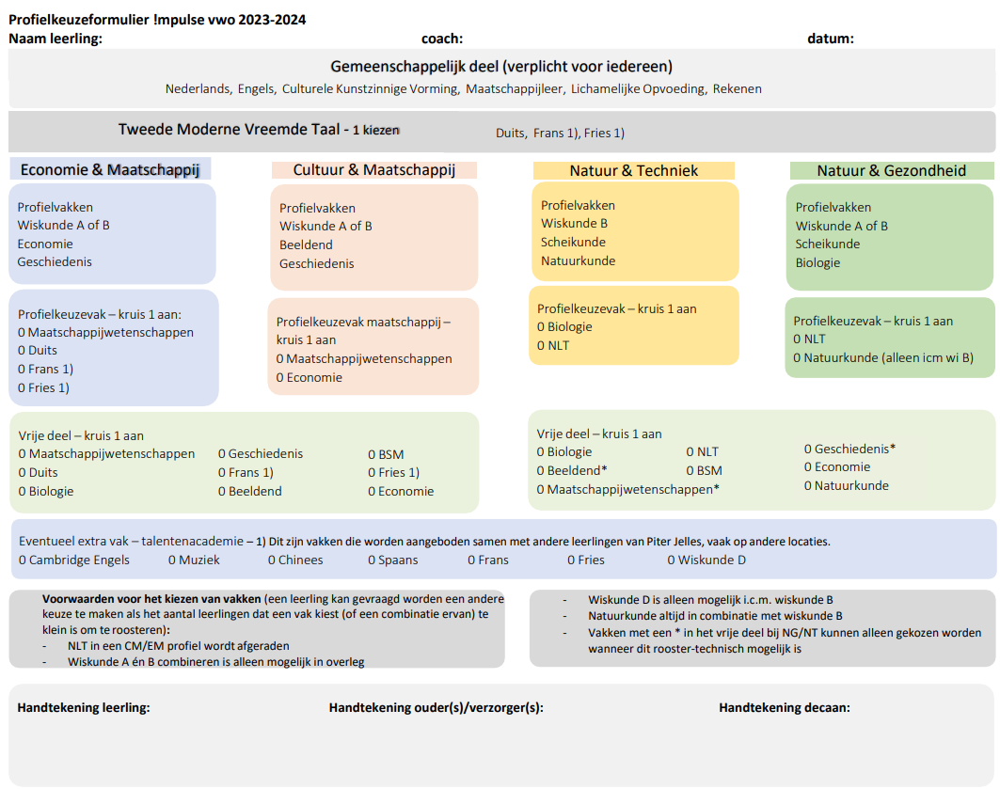 Profielkeuzeformulier !mpulse vwo 2023-2024
Naam leerling: coach: datum:
Gemeenschappelijk deel (verplicht voor iedereen)
Nederlands, Engels, Culturele Kunstzinnige Vorming, Maatschappijleer, Lichamelijke Opvoeding, Rekenen
Tweede Moderne Vreemde Taal - 1 kiezen Duits, Frans 1), Fries 1)
Economie & Maatschappij
Profielvakken
Wiskunde A of B
Economie
Geschiedenis
Profielkeuzevak – kruis 1 aan:
0 Maatschappijwetenschappen
0 Duits
0 Frans 1)
0 Fries 1)
Cultuur & Maatschappij
Profielvakken
Wiskunde A of B
Beeldend
Geschiedenis
Profielkeuzevak maatschappij –
kruis 1 aan
0 Maatschappijwetenschappen
0 Economie
Natuur & Techniek
Profielvakken
Wiskunde B
Scheikunde
Natuurkunde
Profielkeuzevak – kruis 1 aan
0 Biologie
0 NLT
Natuur & Gezondheid
Profielvakken
Wiskunde A of B
Scheikunde
Biologie
Profielkeuzevak – kruis 1 aan
0 NLT
0 Natuurkunde (alleen icm wi B)
Vrije deel – kruis 1 aan
0 Maatschappijwetenschappen 0 Geschiedenis 0 BSM
0 Duits 0 Frans 1) 0 Fries 1)
0 Biologie 0 Beeldend 0 Economie
Vrije deel – kruis 1 aan
0 Biologie 0 NLT 0 Geschiedenis*
0 Beeldend* 0 BSM 0 Economie
0 Maatschappijwetenschappen* 0 Natuurkunde
Eventueel extra vak – talentenacademie – 1) Dit zijn vakken die worden aangeboden samen met andere leerlingen van Piter Jelles, vaak op andere locaties.
0 Cambridge Engels 0 Muziek 0 Chinees 0 Spaans 0 Frans 0 Fries 0 Wiskunde D
Voorwaarden voor het kiezen van vakken (een leerling kan gevraagd worden een andere
keuze te maken als het aantal leerlingen dat een vak kiest (of een combinatie ervan) te
klein is om te roosteren):
- NLT in een CM/EM profiel wordt afgeraden
- Wiskunde A én B combineren is alleen mogelijk in overleg
- Wiskunde D is alleen mogelijk i.c.m. wiskunde B
- Natuurkunde altijd in combinatie met wiskunde B
- Vakken met een * in het vrije deel bij NG/NT kunnen alleen gekozen worden
wanneer dit rooster-technisch mogelijk is
Handtekening leerling: Handtekening ouder(s)/verzorger(s): Handtekening decaan: